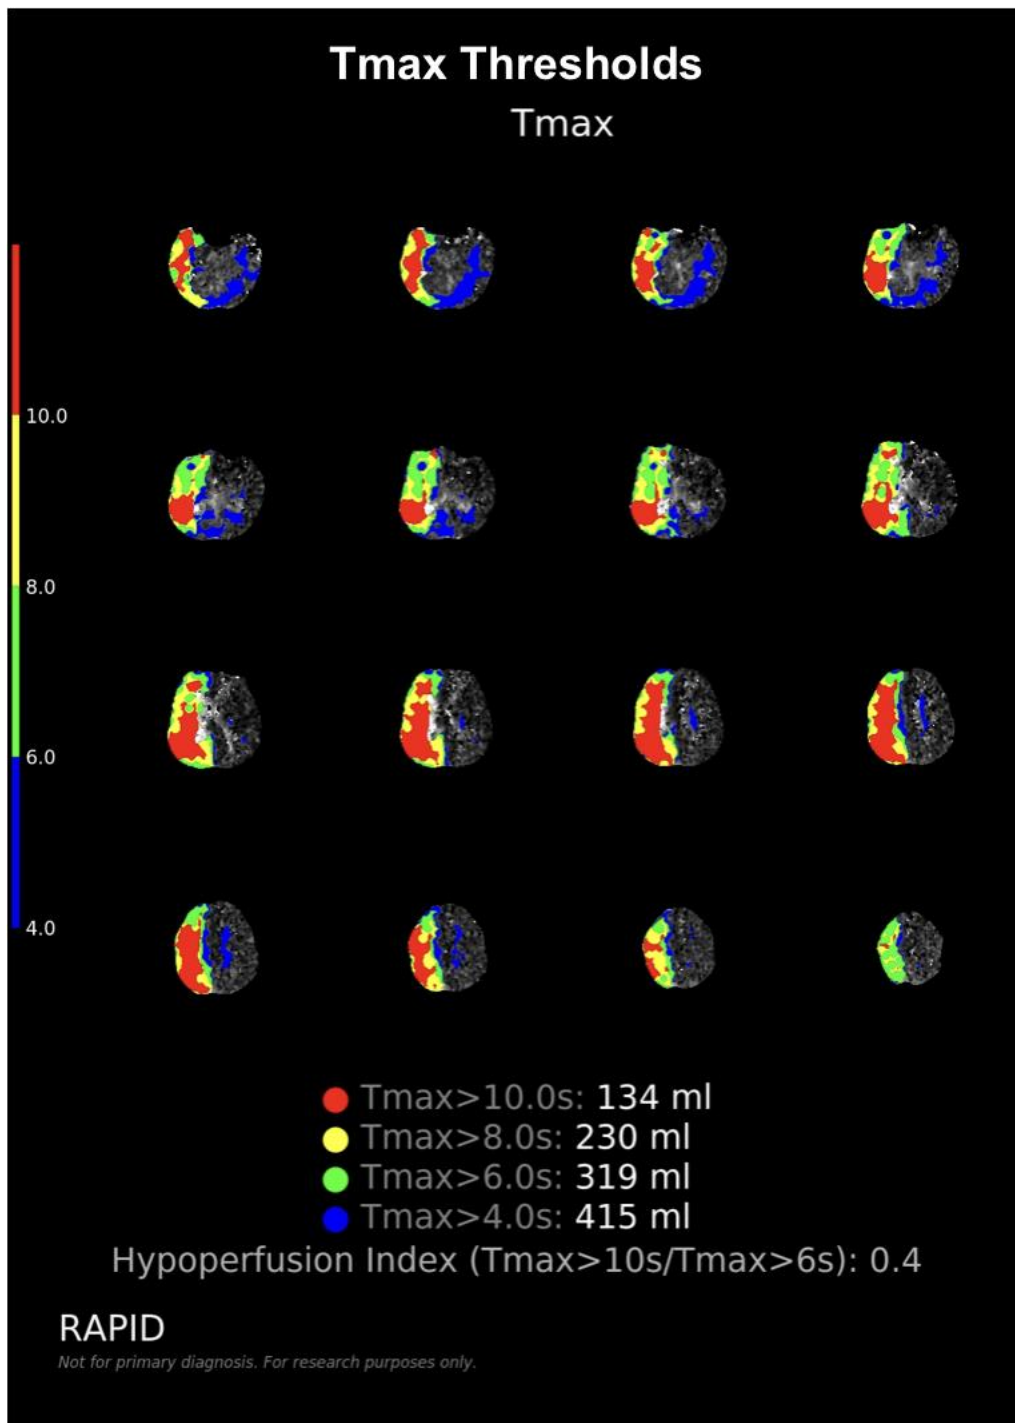 Tmax Thresholds
Tmax
10.0
8.0
6.0
4.0
Tmax>10.0s: 134 ml
Tmax>8.0s: 230 ml
Tmax>6.0s: 319 ml
Tmax>4.0s: 415 ml
Hypoperfusion Index (Tmax>10s/Tmax>6s): 0.4
RAPID
Not for primary diagnosis. For research purposes only.